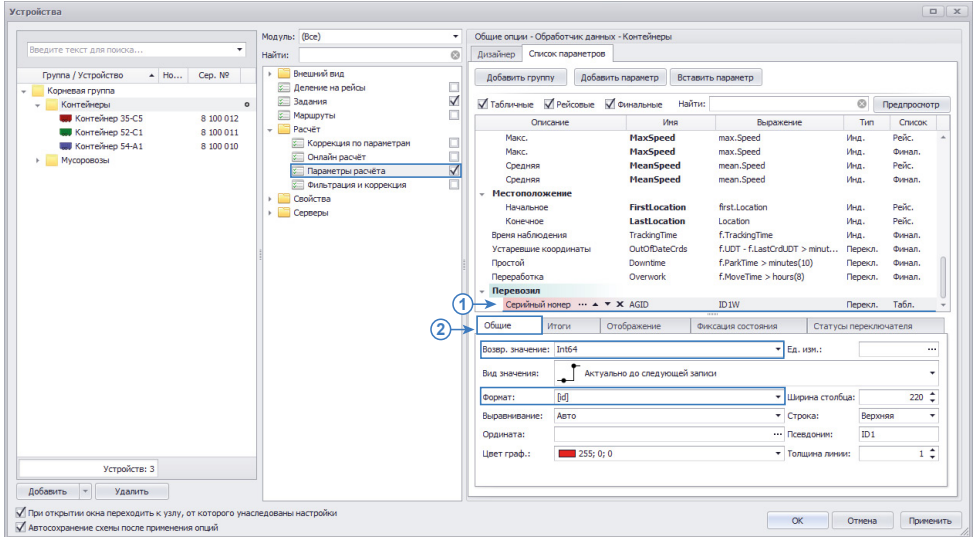 Устройства
Введите текст для поиска...
Группа / Устройство Но... Сер. №
Корневая группа
Контейнеры
Контейнер 35-C5 8 100 012
Контейнер 52-C1 8 100 011
Контейнер 54-A1 8 100 010
Мусоровозы
Устройств: 3
Добавить Удалить
Модуль: (Все)
Найти:
Внешний вид
Деление на рейсы
Задания
Маршруты
Расчёт
Коррекция по параметрам
Онлайн расчёт
Параметры расчёта
Фильтрация и коррекция
Свойства
Серверы
Общие опции - Обработчик данных - Контейнеры
Дизайнер Список параметров
Добавить группу Добавить параметр Вставить параметр
Табличные Рейсовые Финальные Найти: Предпросмотр
Описание Имя Выражение Тип Список
Макс. MaxSpeed max.Speed Инд. Рейс.
Макс. MaxSpeed max.Speed Инд. Финал.
Средняя MeanSpeed mean.Speed Инд. Рейс.
Средняя MeanSpeed mean.Speed Инд. Финал.
Местоположение
Начальное FirstLocation first.Location Инд. Рейс.
Конечное LastLocation Location Инд. Рейс.
Время наблюдения TrackingTime f.TrackingTime Инд. Финал.
Устаревшие координаты OutOfDateCrds f.UDT - f.LastCrdUDT > minut... Перекл. Финал.
Простой Downtime f.ParkTime > minutes(10) Перекл. Финал.
Переработка Overwork f.MoveTime > hours(8) Перекл. Финал.
Перевозил
1 Серийный номер ... AGID ID1W Перекл. Табл.
2 Общие Итоги Отображение Фиксация состояния Статусы переключателя
Возвр. значение: Int64 Ед. изм.: ...
Вид значения: Актуально до следующей записи
Формат: [id] Ширина столбца: 220
Выравнивание: Авто Строка: Верхняя
Ордината: ... Псевдоним: ID1
Цвет граф.: 255; 0; 0 Толщина линии: 1
При открытии окна переходить к узлу, от которого унаследованы настройки
Автосохранение схемы после применения опций
OK Отмена Применить